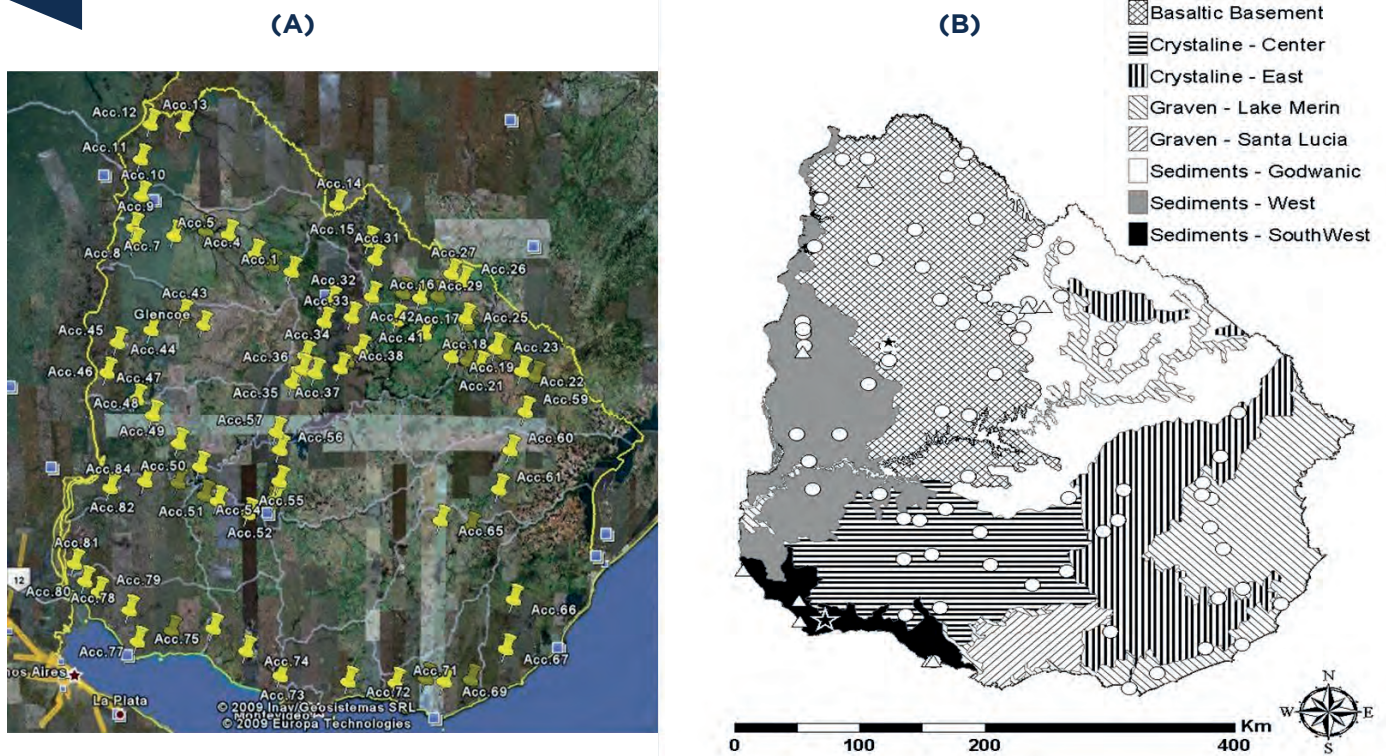 (A)
Acc.12
Acc.13
Acc.11
Acc.10
Acc.9
Acc.5
Acc.4
Acc.7
Acc.8
Acc.1
Acc.14
Acc.15
Acc.31
Acc.27
Acc.26
Acc.32
Acc.16
Acc.29
Acc.43
Acc.33
Glencoe
Acc.42
Acc.17
Acc.25
Acc.45
Acc.34
Acc.41
Acc.44
Acc.18
Acc.23
Acc.36
Acc.38
Acc.46
Acc.47
Acc.19
Acc.21
Acc.22
Acc.35
Acc.37
Acc.48
Acc.59
Acc.57
Acc.49
Acc.56
Acc.60
Acc.84
Acc.50
Acc.61
Acc.82
Acc.51
Acc.54
Acc.55
Acc.52
Acc.65
Acc.81
12
Acc.79
Acc.80
Acc.78
Acc.66
Acc.75
Acc.77
Acc.67
nos Aires
Acc.74
Acc.71
La Plata
Acc.73
Acc.72
Acc.69
© 2009 Inav/Geosistemas SRL
Montevideo
© 2009 Europa Technologies
(B)
Basaltic Basement
Crystaline - Center
Crystaline - East
Graven - Lake Merin
Graven - Santa Lucia
Sediments - Godwanic
Sediments - West
Sediments - SouthWest
N
W
E
S
Km
0
100
200
400